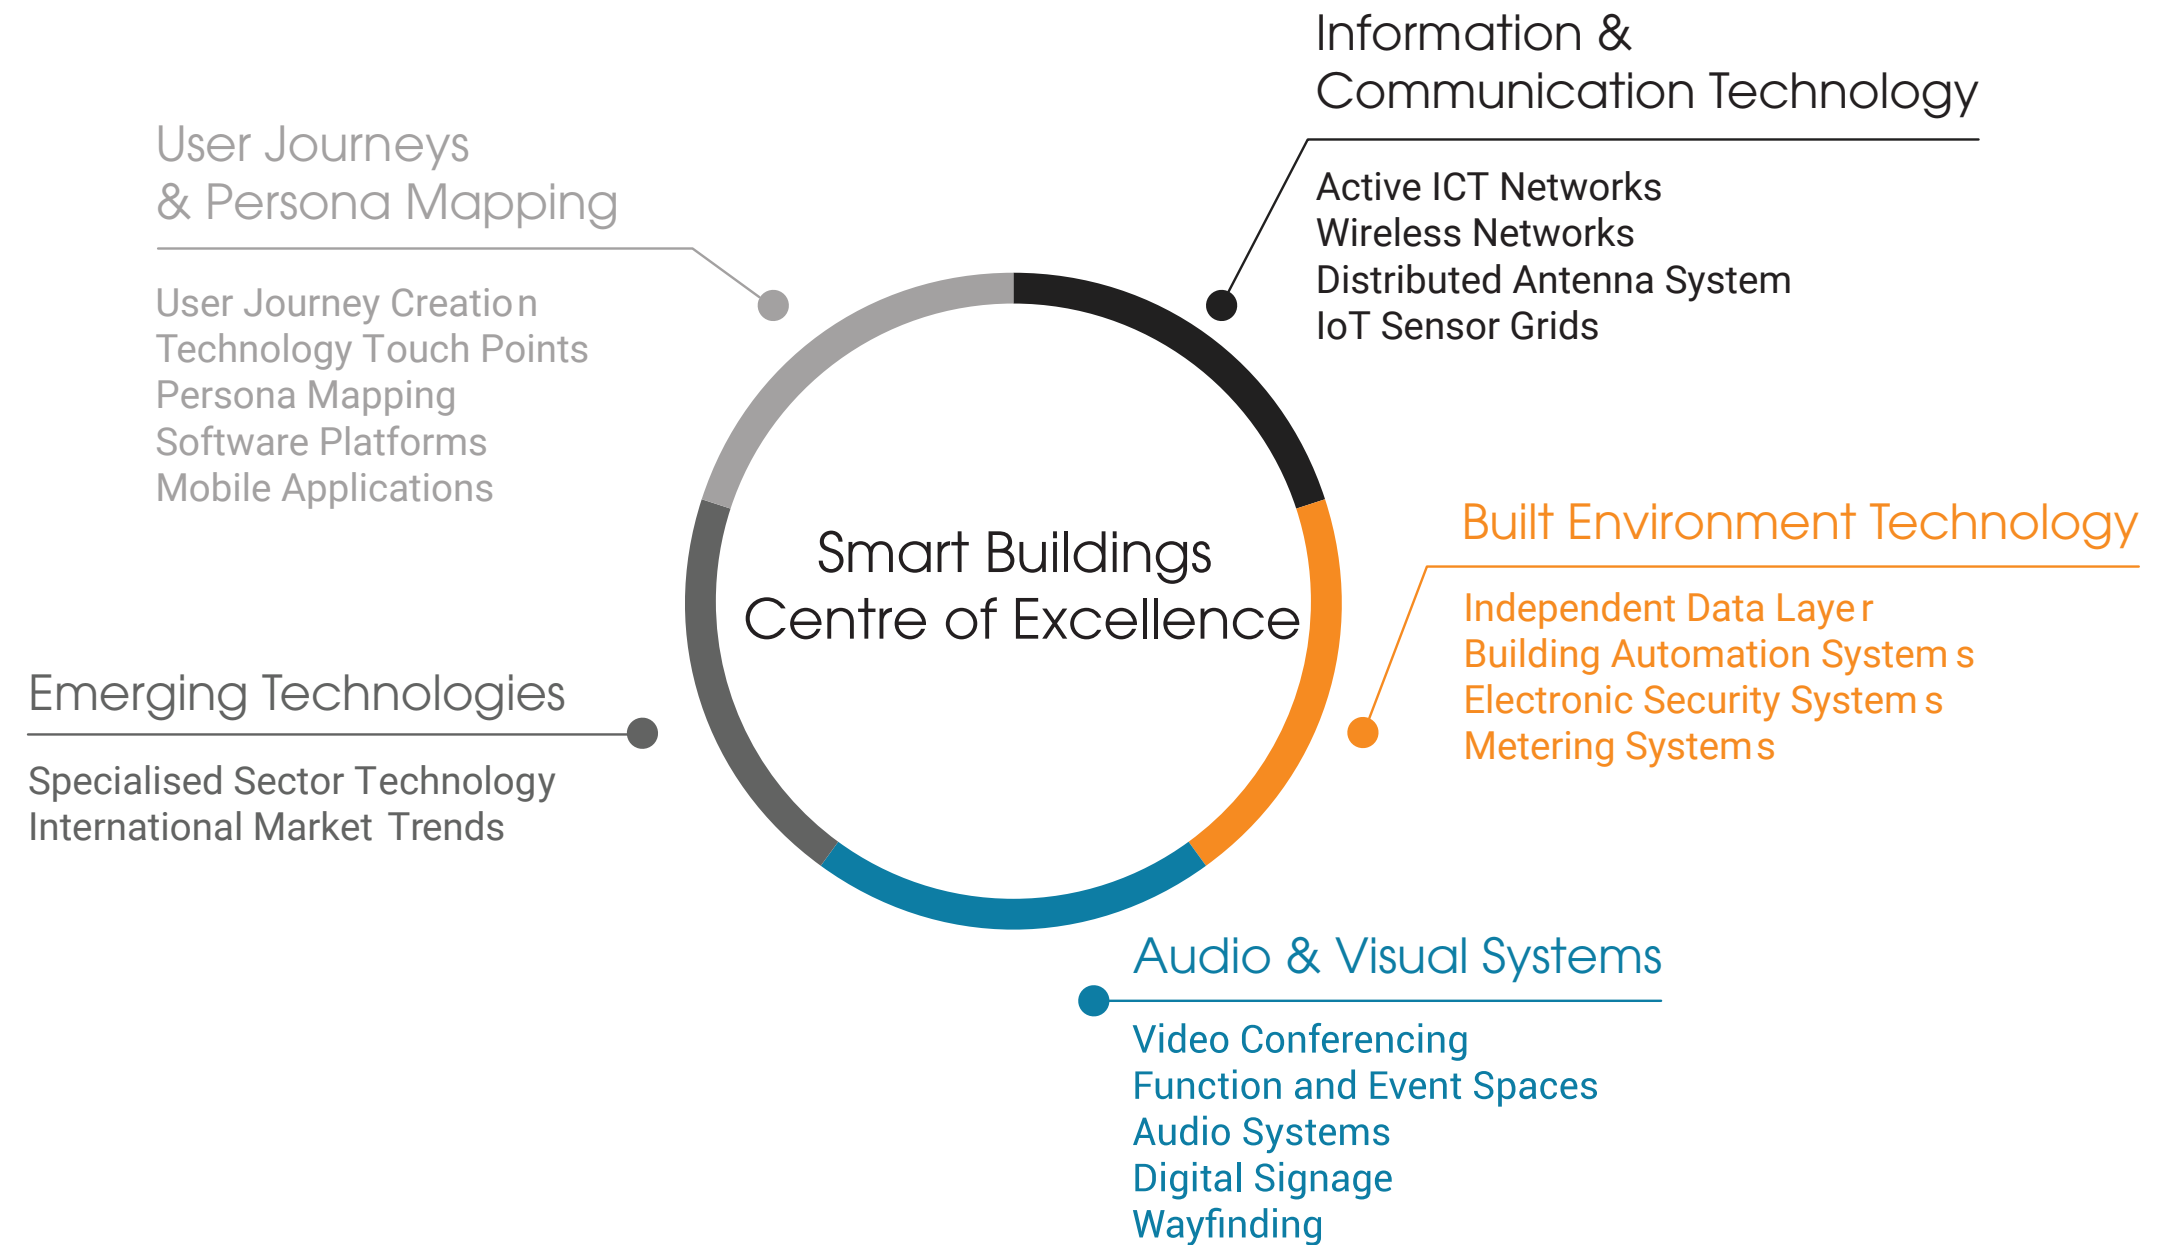 Information &
Communication Technology
Active ICT Networks
Wireless Networks
Distributed Antenna System
IoT Sensor Grids
User Journeys
& Persona Mapping
User Journey Creation
Technology Touch Points
Persona Mapping
Software Platforms
Mobile Applications
Smart Buildings
Centre of Excellence
Built Environment Technology
Independent Data Layer
Building Automation Systems
Electronic Security Systems
Metering Systems
Emerging Technologies
Specialised Sector Technology
International Market Trends
Audio & Visual Systems
Video Conferencing
Function and Event Spaces
Audio Systems
Digital Signage
Wayfinding